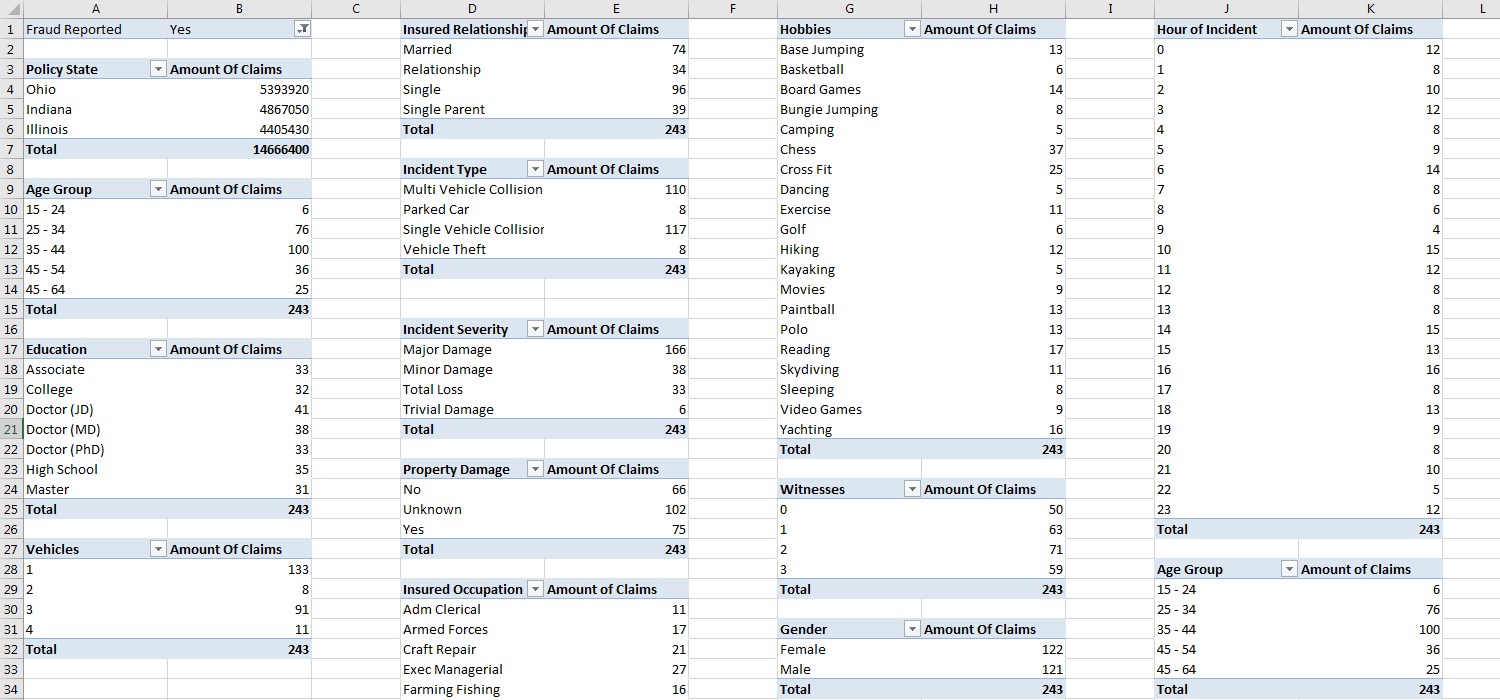 A B C D E F G H I J K L
1 Fraud Reported Yes Insured Relationship Amount Of Claims Hobbies Amount Of Claims Hour of Incident Amount Of Claims
2 Married 74 Base Jumping 13 0 12
3 Policy State Amount Of Claims Relationship 34 Basketball 6 1 8
4 Ohio 5393920 Single 96 Board Games 14 2 10
5 Indiana 4867050 Single Parent 39 Bungie Jumping 8 3 12
6 Illinois 4405430 Total 243 Camping 5 4 8
7 Total 14666400 Chess 37 5 9
8 Incident Type Amount Of Claims Cross Fit 25 6 14
9 Age Group Amount Of Claims Multi Vehicle Collision 110 Dancing 5 7 8
10 15 - 24 6 Parked Car 8 Exercise 11 8 6
11 25 - 34 76 Single Vehicle Collision 117 Golf 6 9 4
12 35 - 44 100 Vehicle Theft 8 Hiking 12 10 15
13 45 - 54 36 Total 243 Kayaking 5 11 12
14 45 - 64 25 Movies 9 12 8
15 Total 243 Paintball 13 13 8
16 Incident Severity Amount Of Claims Polo 13 14 15
17 Education Amount Of Claims Major Damage 166 Reading 17 15 13
18 Associate 33 Minor Damage 38 Skydiving 11 16 16
19 College 32 Total Loss 33 Sleeping 8 17 8
20 Doctor (JD) 41 Trivial Damage 6 Video Games 9 18 13
21 Doctor (MD) 38 Total 243 Yachting 16 19 9
22 Doctor (PhD) 33 Total 243 20 8
23 High School 35 Property Damage Amount Of Claims 21 10
24 Master 31 No 66 Witnesses Amount Of Claims 22 5
25 Total 243 Unknown 102 0 50 23 12
26 Yes 75 1 63 Total 243
27 Vehicles Amount Of Claims Total 243 2 71
28 1 133 3 59 Age Group Amount of Claims
29 2 8 Insured Occupation Amount of Claims Total 243 15 - 24 6
30 3 91 Adm Clerical 11 25 - 34 76
31 4 11 Armed Forces 17 Gender Amount Of Claims 35 - 44 100
32 Total 243 Craft Repair 21 Female 122 45 - 54 36
33 Exec Managerial 27 Male 121 45 - 64 25
34 Farming Fishing 16 Total 243 Total 243